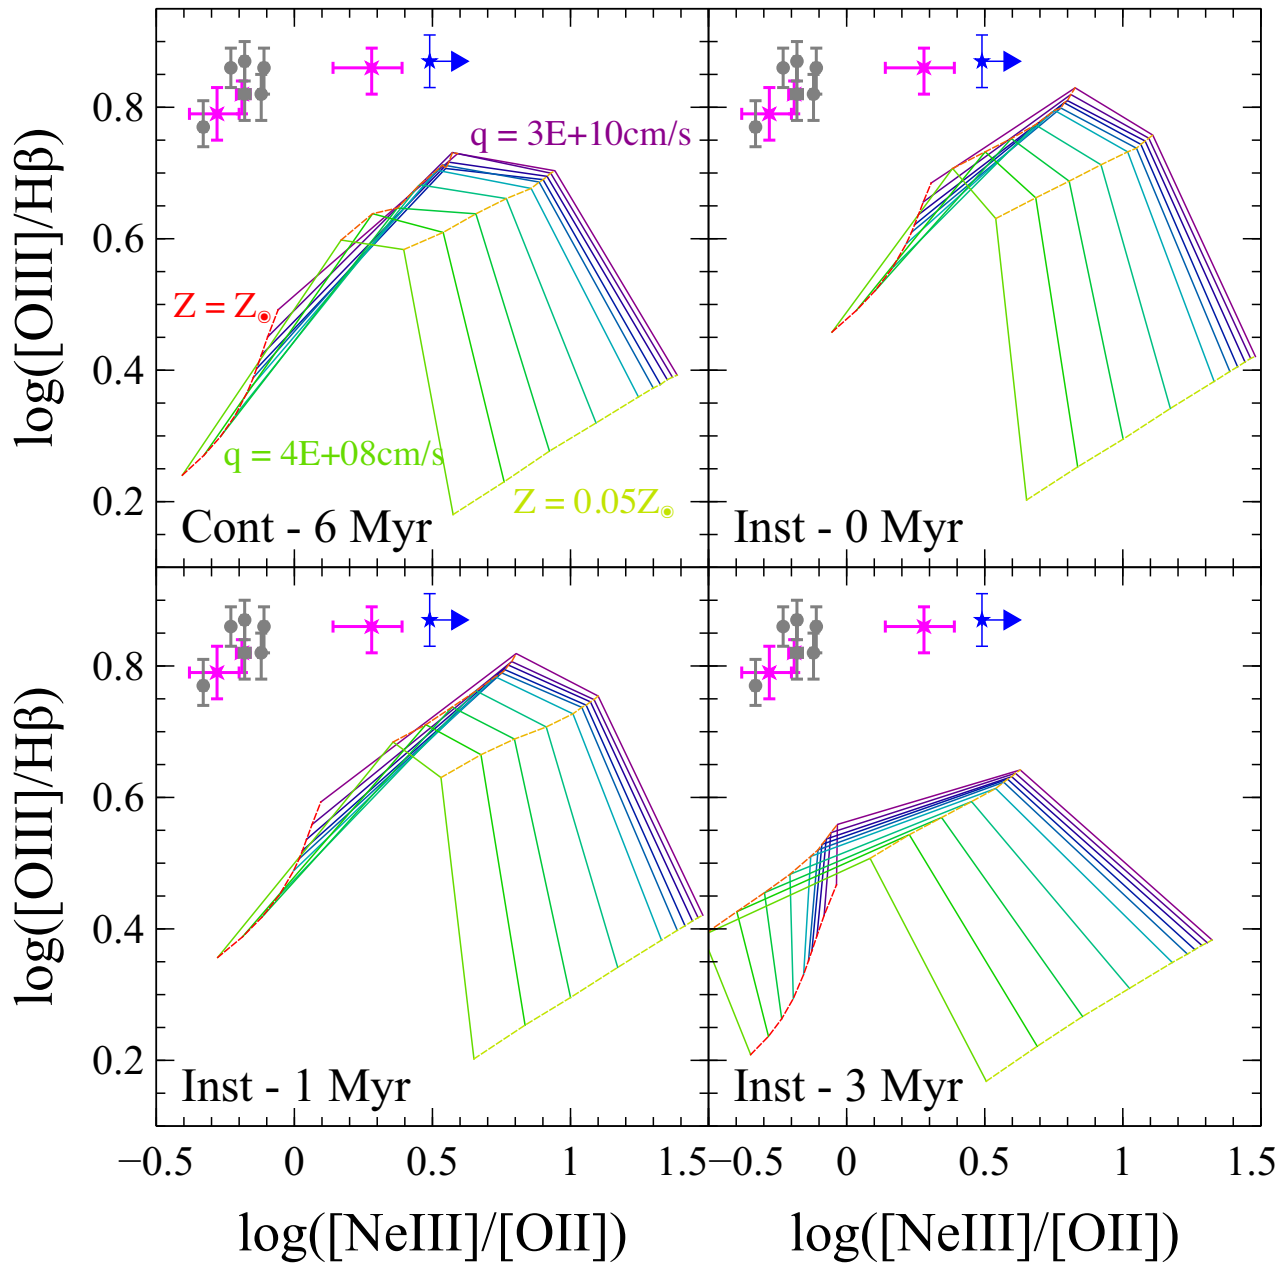 log([OIII]/Hβ)
0.8
0.6
0.4
0.2
q = 3E+10cm/s
Z = Z☉
q = 4E+08cm/s
Z = 0.05Z☉
Cont - 6 Myr
Inst - 0 Myr
log([OIII]/Hβ)
0.8
0.6
0.4
0.2
Inst - 1 Myr
Inst - 3 Myr
−0.5 0 0.5 1 1.5 −0.5 0 0.5 1 1.5
log([NeIII]/[OII]) log([NeIII]/[OII])